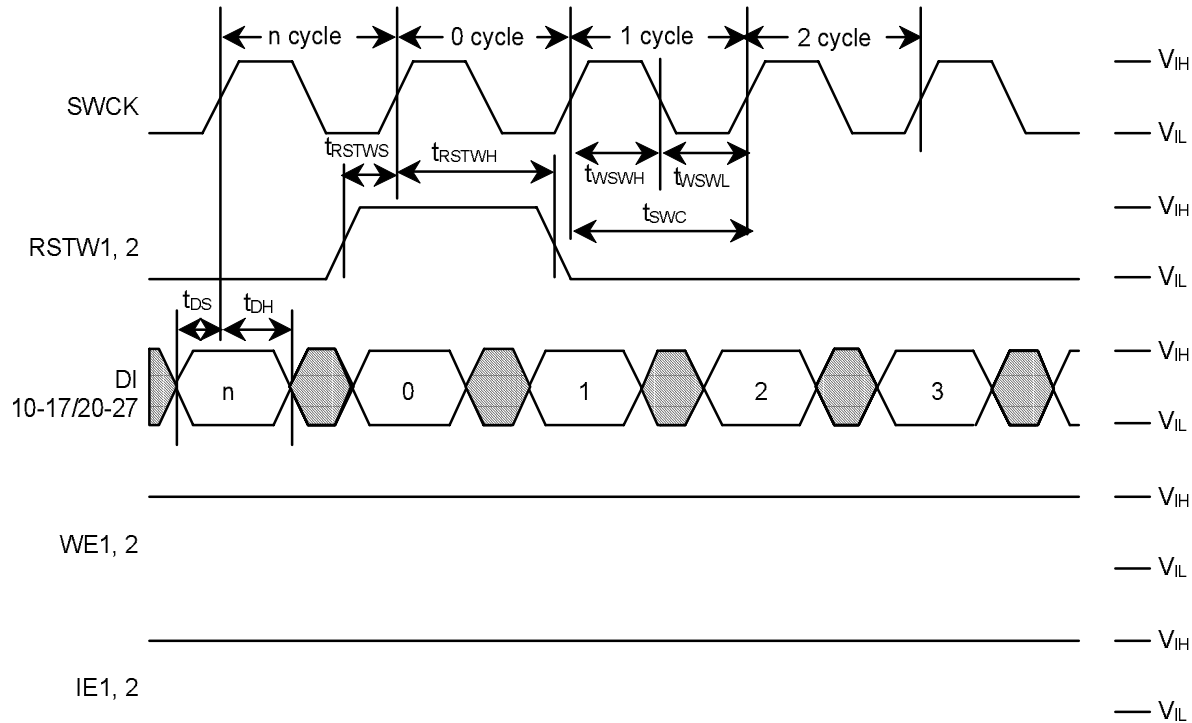 n cycle 0 cycle 1 cycle 2 cycle
SWCK
VIH
VIL
tRSTWS tRSTWH tWSWH tWSWL
tSWC
RSTW1, 2
VIH
VIL
tDS tDH
DI
10-17/20-27
n 0 1 2 3
VIH
VIL
WE1, 2
VIH
VIL
IE1, 2
VIH
VIL